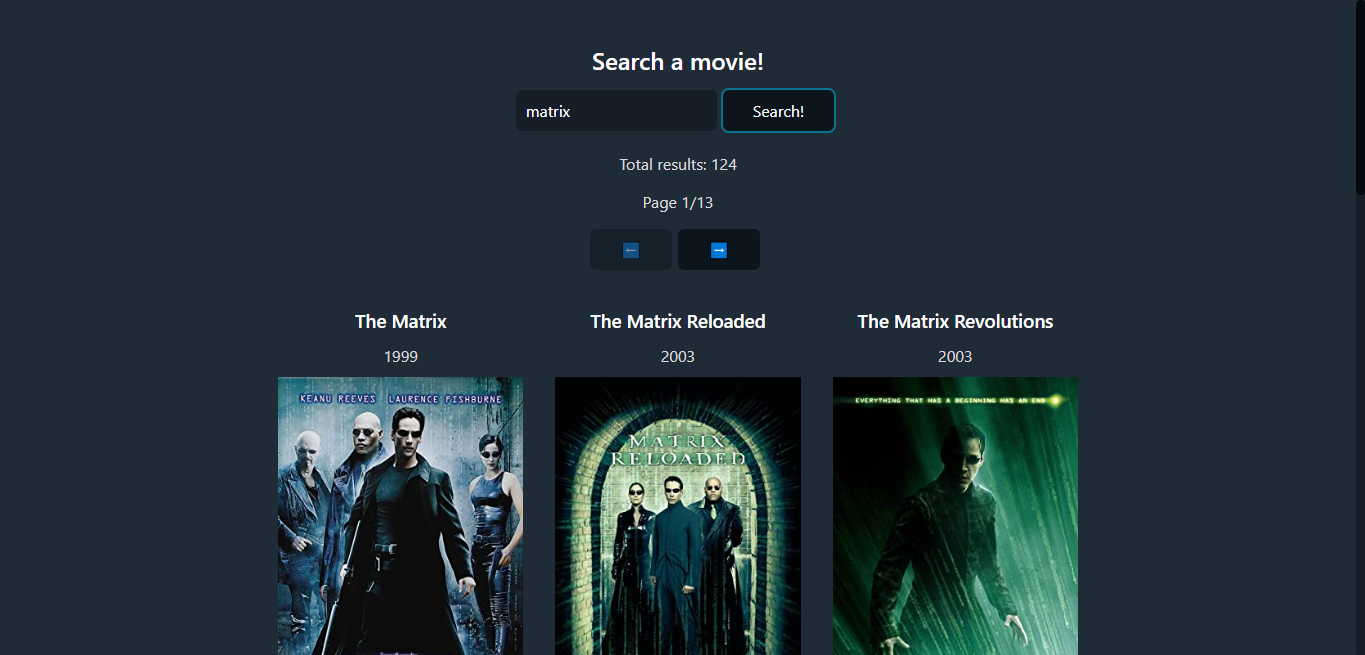 Search a movie!
matrix Search!
Total results: 124
Page 1/13
← →
The Matrix The Matrix Reloaded The Matrix Revolutions
1999 2003 2003
KEANU REEVES LAURENCE FISHBURNE
MATRIX
RELOADED
EVERYTHING THAT HAS A BEGINNING HAS AN END